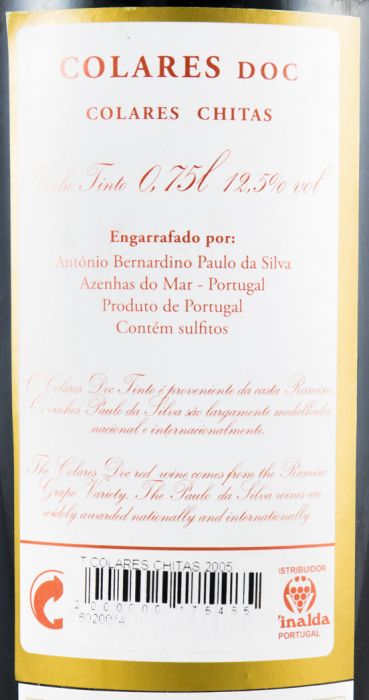 COLARES DOC
COLARES CHITAS
Vinho Tinto 0,75l 12,5% vol
Engarrafado por:
António Bernardino Paulo da Silva
Azenhas do Mar - Portugal
Produto de Portugal
Contém sulfitos
O Colares Doc Tinto é proveniente da casta Ramisco.
Os vinhos Paulo da Silva são largamente medalhados
nacional e internacionalmente.
The Colares Doc red wine comes from the Ramisco
Grape Variety. The Paulo da Silva wines are
widely awarded nationally and internationally.
T.COLARES CHITAS 2005
2 000000 175485
ISTRIBUIDOR
Vinalda
PORTUGAL